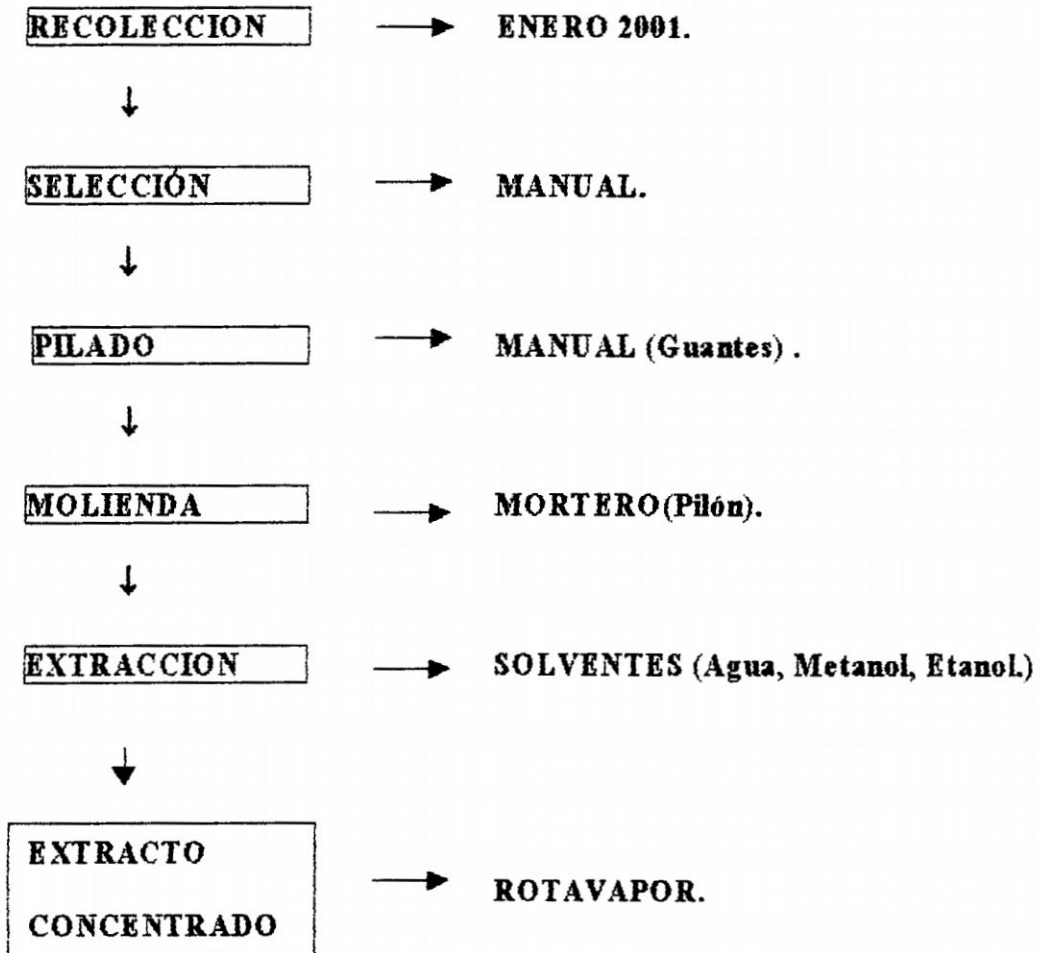 RECOLECCION → ENERO 2001.
↓
SELECCIÓN → MANUAL.
↓
PILADO → MANUAL (Guantes) .
↓
MOLIENDA → MORTERO(Pilón).
↓
EXTRACCION → SOLVENTES (Agua, Metanol, Etanol.)
↓
EXTRACTO
CONCENTRADO → ROTAVAPOR.